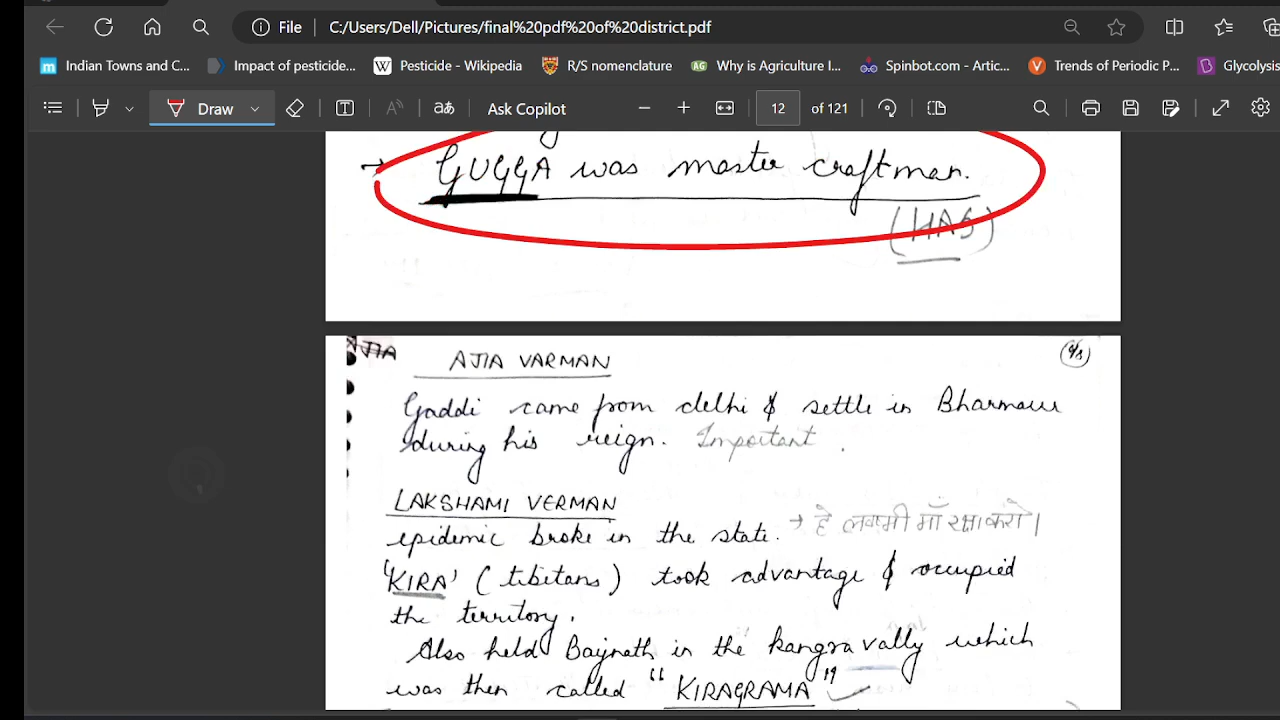 File C:/Users/Dell/Pictures/final%20pdf%20of%20district.pdf
Indian Towns and C... Impact of pesticide... Pesticide - Wikipedia R/S nomenclature Why is Agriculture I... Spinbot.com - Artic... Trends of Periodic P... Glycolysis
Draw Ask Copilot 12 of 121
→ GUGGA was master craftman.
(HAS)
AJIA VARMAN
Gaddi came from delhi & settle in Bharmour
during his reign. Important.
LAKSHAMI VERMAN
epidemic broke in the state. → हे लक्ष्मी माँ रक्षा करो।
'KIRA' (tibetans) took advantage & occupied
the territory.
Also held Baijnath in the kangra vally which
was then called "KIRAGRAMA"